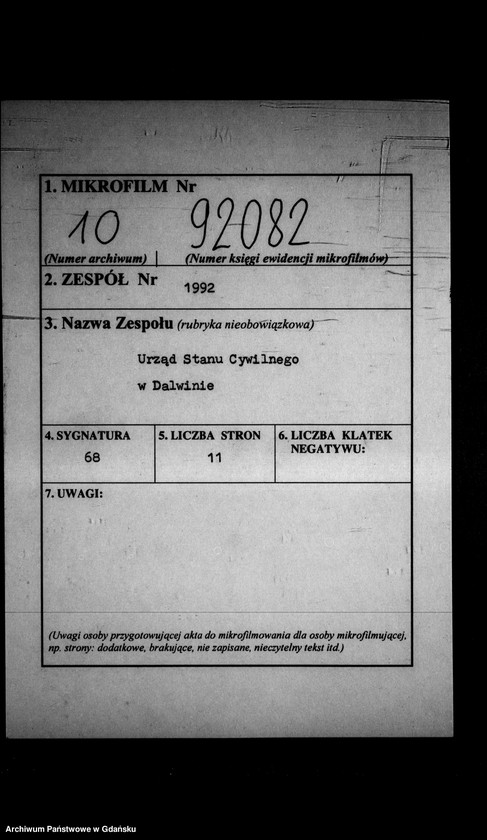 1. MIKROFILM Nr
10 92082
(Numer archiwum) (Numer księgi ewidencji mikrofilmów)
2. ZESPÓŁ Nr 1992
3. Nazwa Zespołu (rubryka nieobowiązkowa)
Urząd Stanu Cywilnego
w Dalwinie
4. SYGNATURA 5. LICZBA STRON 6. LICZBA KLATEK
NEGATYWU:
68 11
7. UWAGI:
(Uwagi osoby przygotowującej akta do mikrofilmowania dla osoby mikrofilmującej,
np. strony: dodatkowe, brakujące, nie zapisane, nieczytelny tekst itd.)
Archiwum Państwowe w Gdańsku